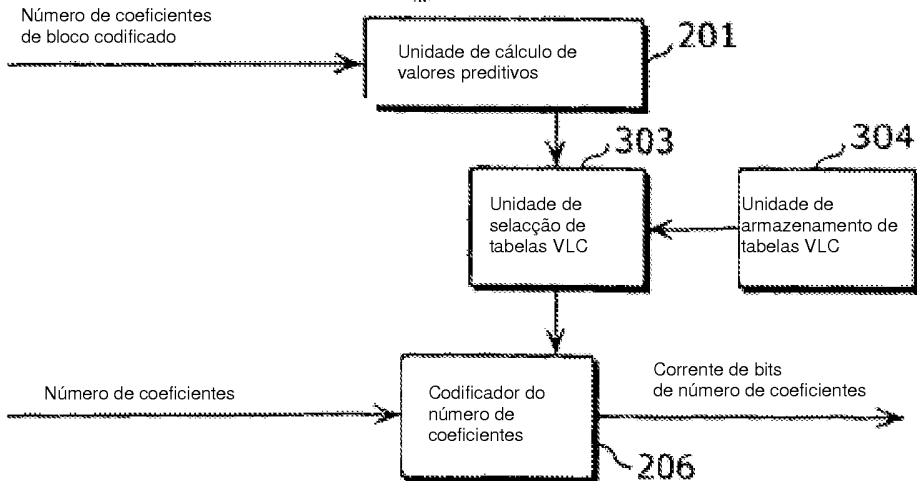 Número de coeficientes
de bloco codificado
201
Unidade de cálculo de
valores preditivos
303
304
Unidade de
selacção de
tabelas VLC
Unidade de
armazenamento de
tabelas VLC
Número de coeficientes
Codificador do
número de
coeficientes
Corrente de bits
de número de coeficientes
206